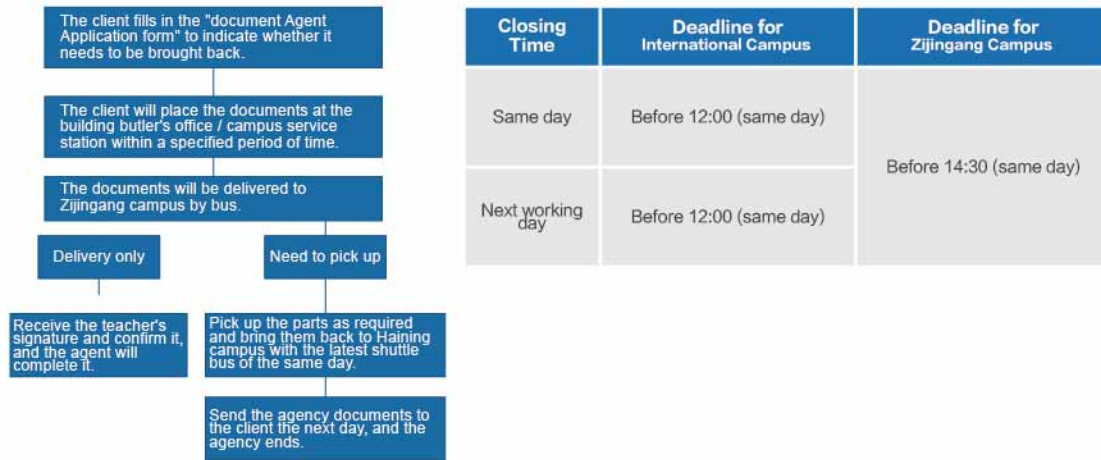 The client fills in the "document Agent
Application form" to indicate whether it
needs to be brought back.
The client will place the documents at the
building butler's office / campus service
station within a specified period of time.
The documents will be delivered to
Zijingang campus by bus.
Delivery only
Need to pick up
Receive the teacher's
signature and confirm it,
and the agent will
complete it.
Pick up the parts as required
and bring them back to Haining
campus with the latest shuttle
bus of the same day.
Send the agency documents to
the client the next day, and the
agency ends.
Closing
Time
Deadline for
International Campus
Deadline for
Zijingang Campus
Same day
Before 12:00 (same day)
Before 14:30 (same day)
Next working
day
Before 12:00 (same day)